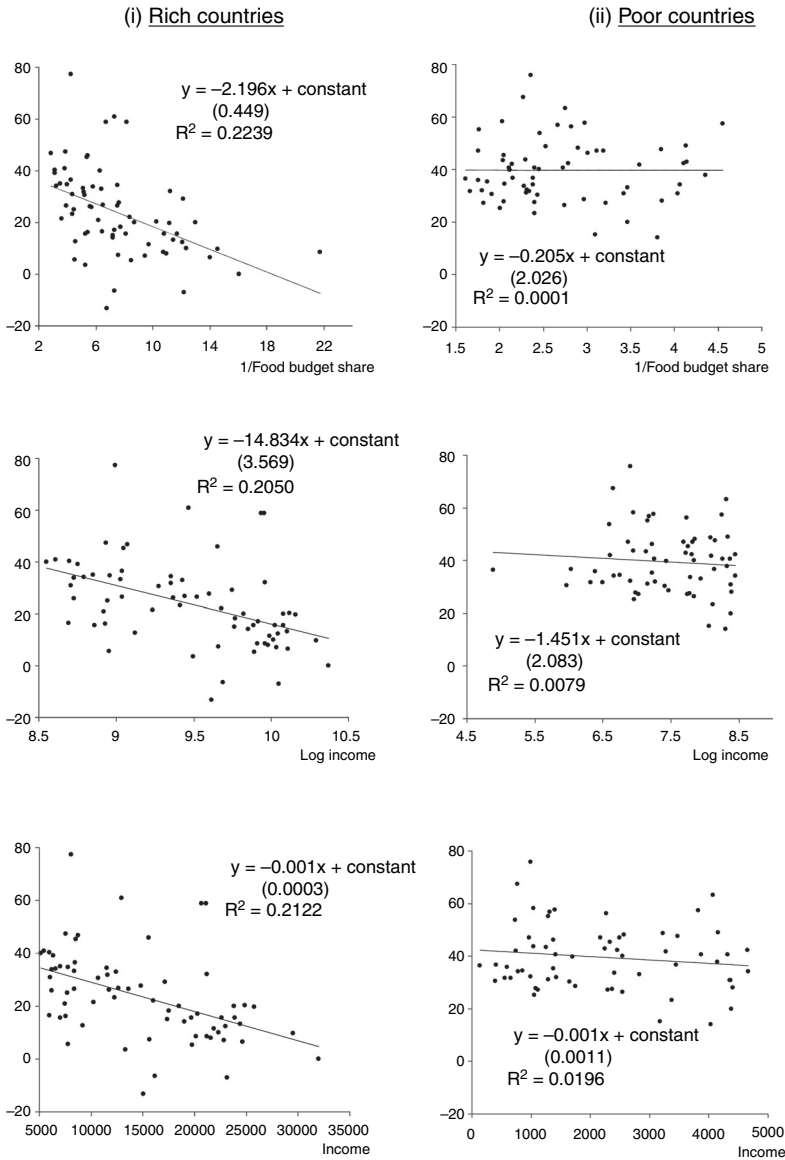 (i) Rich countries
(ii) Poor countries
80
60
40
20
0
–20
y = –2.196x + constant
(0.449)
R² = 0.2239
2 6 10 14 18 22
1/Food budget share
80
60
40
20
0
–20
y = –0.205x + constant
(2.026)
R² = 0.0001
1.5 2 2.5 3 3.5 4 4.5 5
1/Food budget share
80
60
40
20
0
–20
y = –14.834x + constant
(3.569)
R² = 0.2050
8.5 9 9.5 10 10.5
Log income
80
60
40
20
0
–20
y = –1.451x + constant
(2.083)
R² = 0.0079
4.5 5.5 6.5 7.5 8.5
Log income
80
60
40
20
0
–20
y = –0.001x + constant
(0.0003)
R² = 0.2122
5000 10000 15000 20000 25000 30000 35000
Income
80
60
40
20
0
–20
y = –0.001x + constant
(0.0011)
R² = 0.0196
0 1000 2000 3000 4000 5000
Income